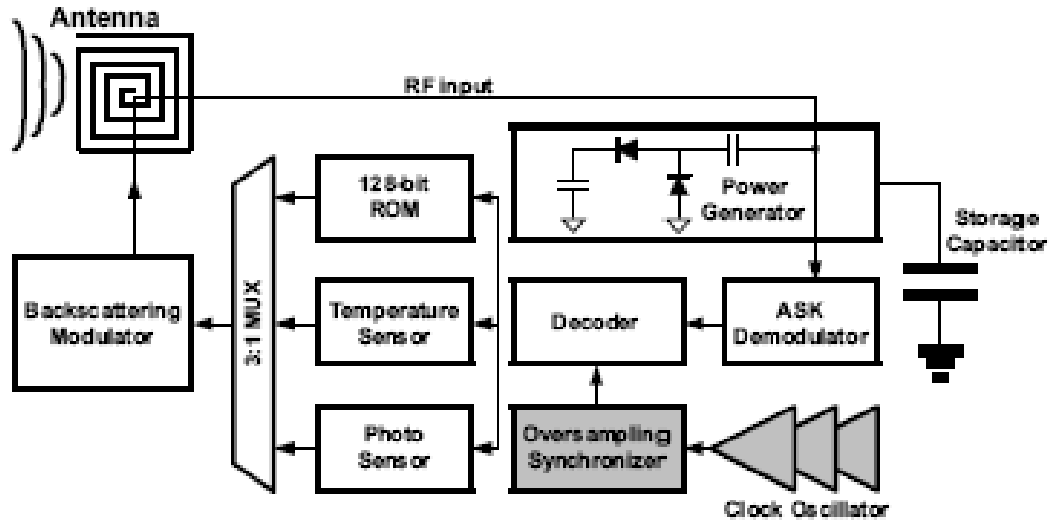 Antenna
RF input
128-bit
ROM
Power
Generator
Storage
Capacitor
Backscattering
Modulator
3:1 MUX
Temperature
Sensor
Decoder
ASK
Demodulator
Photo
Sensor
Oversampling
Synchronizer
Clock Oscillator